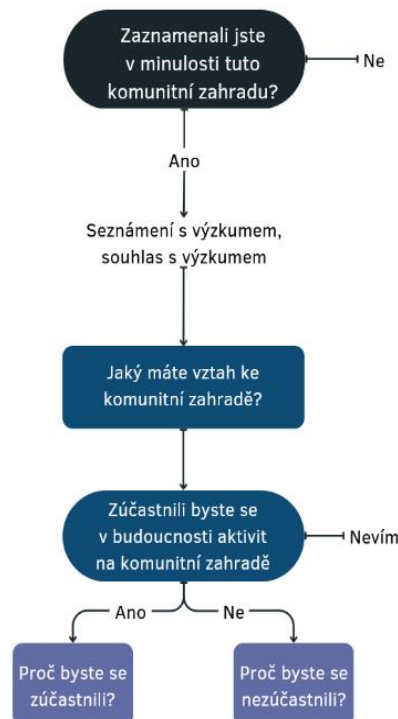 Zaznamenali jste
v minulosti tuto
komunitní zahradu?
Ne
Ano
Seznámení s výzkumem,
souhlas s výzkumem
Jaký máte vztah ke
komunitní zahradě?
Zúčastnili byste se
v budoucnosti aktivit
na komunitní zahradě
Nevím
Ano
Ne
Proč byste se
zúčastnili?
Proč byste se
nezúčastnili?